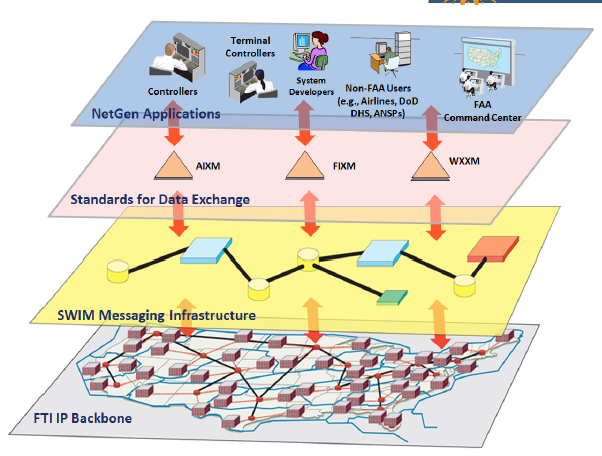 Terminal
Controllers
Controllers
System
Developers
Non-FAA Users
(e.g., Airlines, DoD
DHS, ANSPs)
FAA
Command Center
NetGen Applications
AIXM
FIXM
WXXM
Standards for Data Exchange
SWIM Messaging Infrastructure
FTI IP Backbone